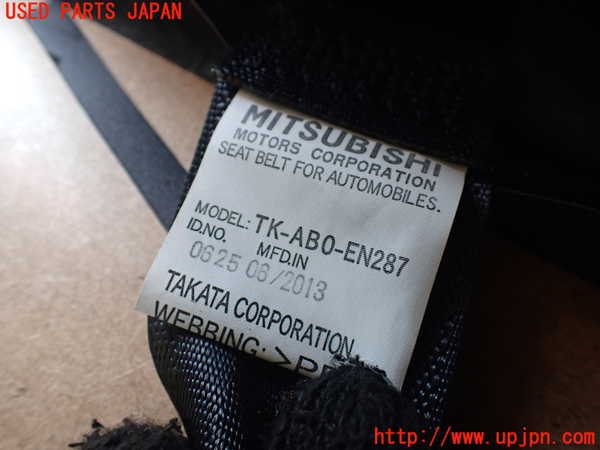 USED PARTS JAPAN
MITSUBISHI
MOTORS CORPORATION
SEAT BELT FOR AUTOMOBILES.
MODEL: TK-AB0-EN287
ID.NO. MFD.IN
0625 06/2013
TAKATA CORPORATION
WEBBING: >P
http://www.upjpn.com/